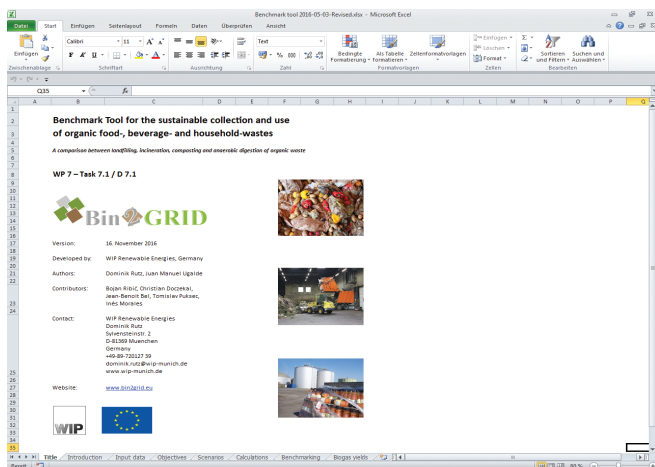 Benchmark tool 2016-05-03-Revised.xlsx - Microsoft Excel
Datei Start Einfügen Seitenlayout Formeln Daten Überprüfen Ansicht
Einfügen
Calibri 11
F K U
Text
% 000
Bedingte Formatierung
Als Tabelle formatieren
Zellenformatvorlagen
Einfügen
Löschen
Format
Sortieren und Filtern
Suchen und Auswählen
Zwischenablage Schriftart Ausrichtung Zahl Formatvorlagen Zellen Bearbeiten
Q35 fx
A B C D E F G H I J K L M N O P Q
Benchmark Tool for the sustainable collection and use
of organic food-, beverage- and household-wastes
A comparison between landfilling, incineration, composting and anaerobic digestion of organic waste
WP 7 – Task 7.1 / D 7.1
Bin2GRID
Version: 16. November 2016
Developed by: WIP Renewable Energies, Germany
Authors: Dominik Rutz, Juan Manuel Ugalde
Contributors: Bojan Ribić, Christian Doczekal,
Jean-Benoit Bel, Tomislav Puksec,
Inés Morales
Contact: WIP Renewable Energies
Dominik Rutz
Sylvensteinstr. 2
D-81369 Muenchen
Germany
+49-89-720127 39
dominik.rutz@wip-munich.de
www.wip-munich.de
Website: www.bin2grid.eu
WIP
Title Introduction Input data Objectives Scenarios Calculations Benchmarking Biogas yields
80 %